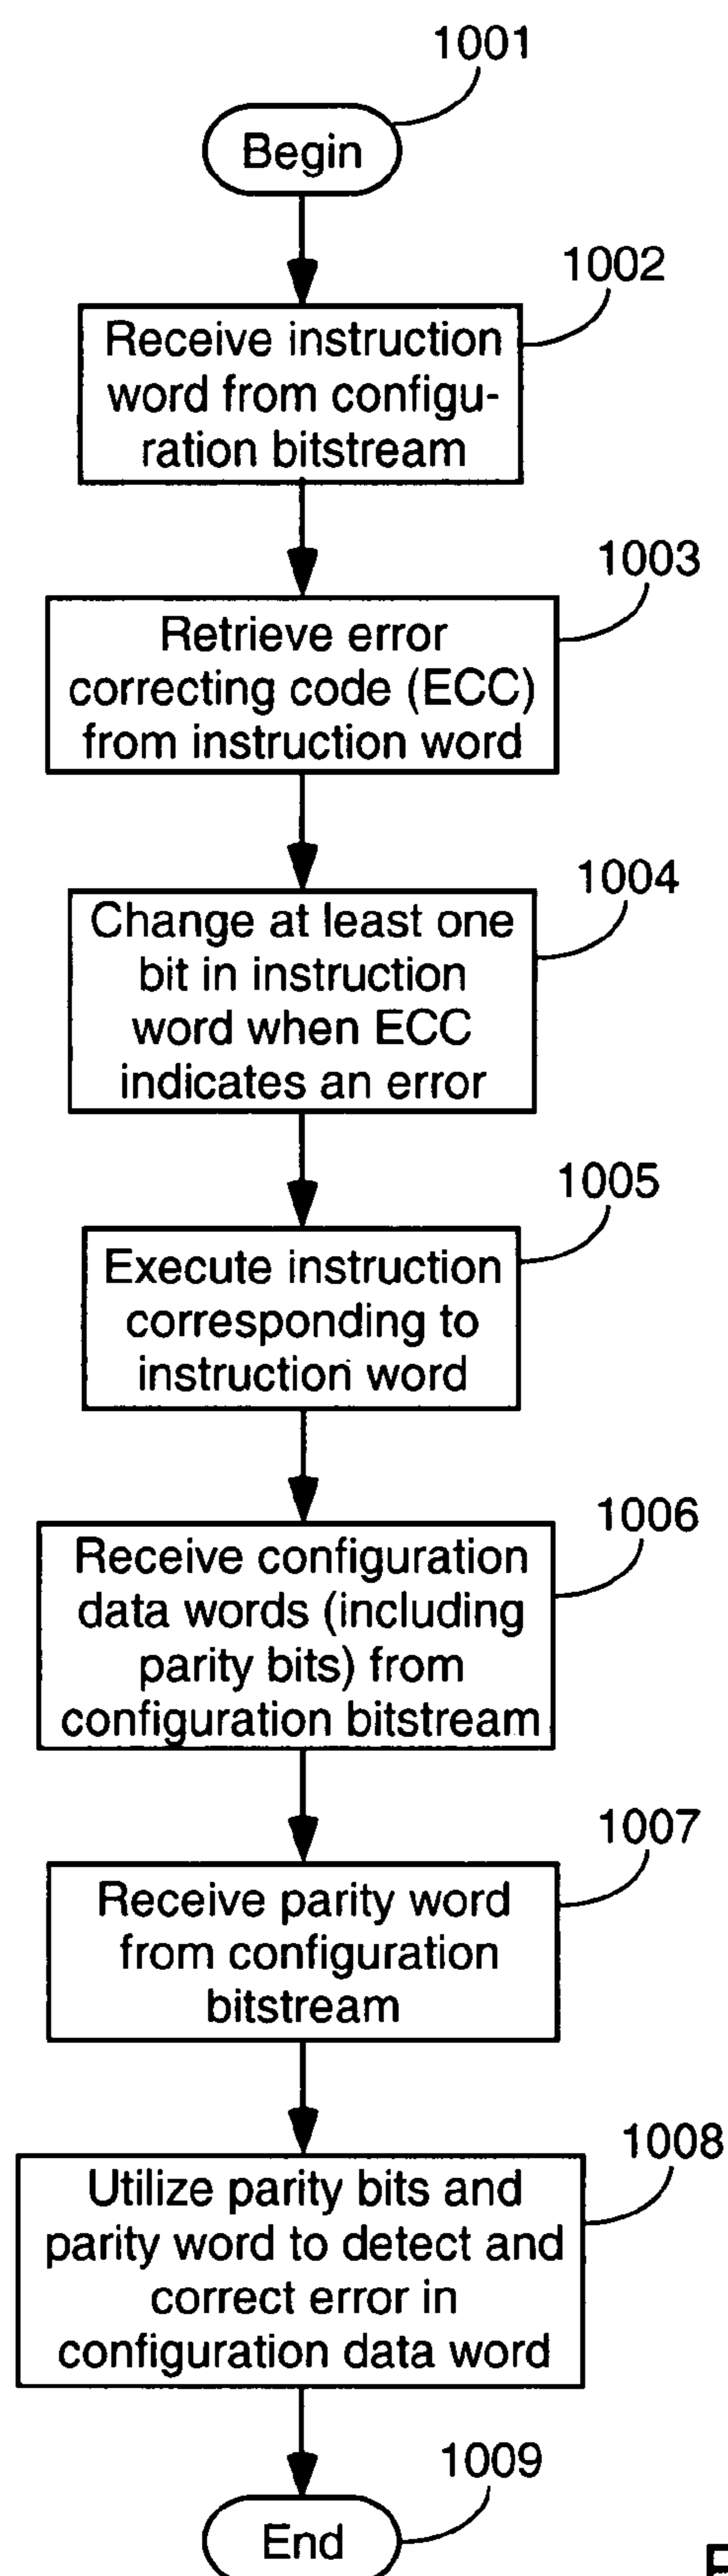 1001
Begin
1002
Receive instruction
word from configu-
ration bitstream
1003
Retrieve error
correcting code (ECC)
from instruction word
1004
Change at least one
bit in instruction
word when ECC
indicates an error
1005
Execute instruction
corresponding to
instruction word
1006
Receive configuration
data words (including
parity bits) from
configuration bitstream
1007
Receive parity word
from configuration
bitstream
1008
Utilize parity bits and
parity word to detect and
correct error in
configuration data word
1009
End